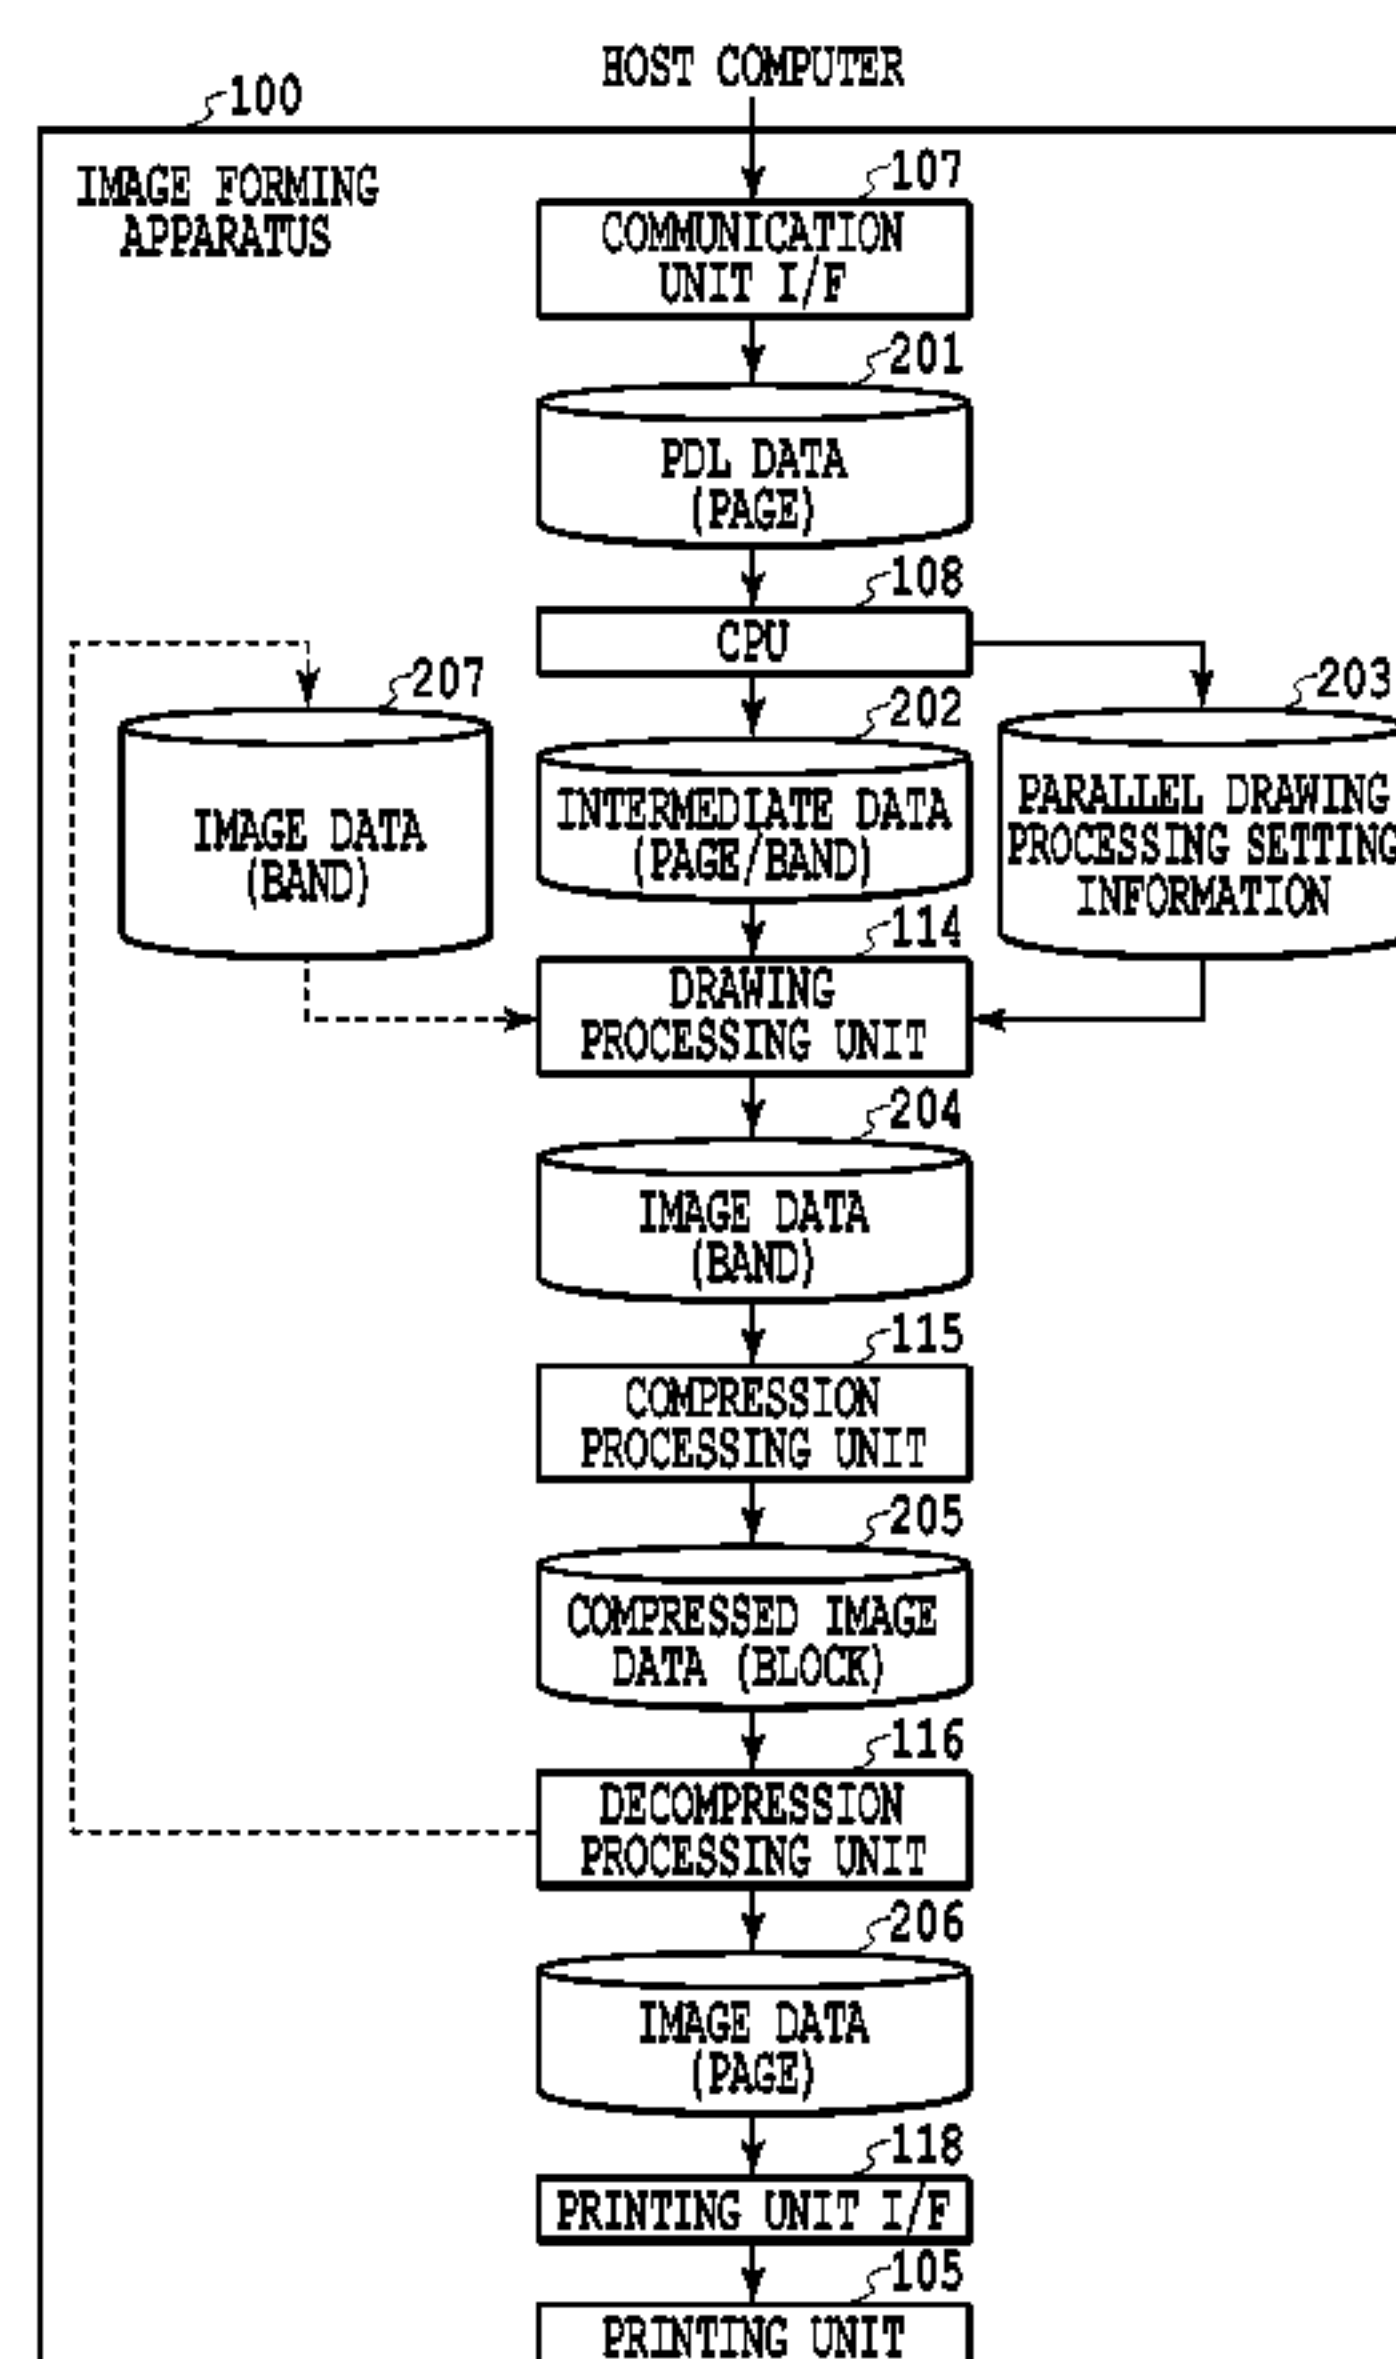 HOST COMPUTER
100
IMAGE FORMING
APPARATUS
107
COMMUNICATION
UNIT I/F
201
PDL DATA
(PAGE)
108
CPU
207
IMAGE DATA
(BAND)
202
INTERMEDIATE DATA
(PAGE/BAND)
203
PARALLEL DRAWING
PROCESSING SETTING
INFORMATION
114
DRAWING
PROCESSING UNIT
204
IMAGE DATA
(BAND)
115
COMPRESSION
PROCESSING UNIT
205
COMPRESSED IMAGE
DATA (BLOCK)
116
DECOMPRESSION
PROCESSING UNIT
206
IMAGE DATA
(PAGE)
118
PRINTING UNIT I/F
105
PRINTING UNIT